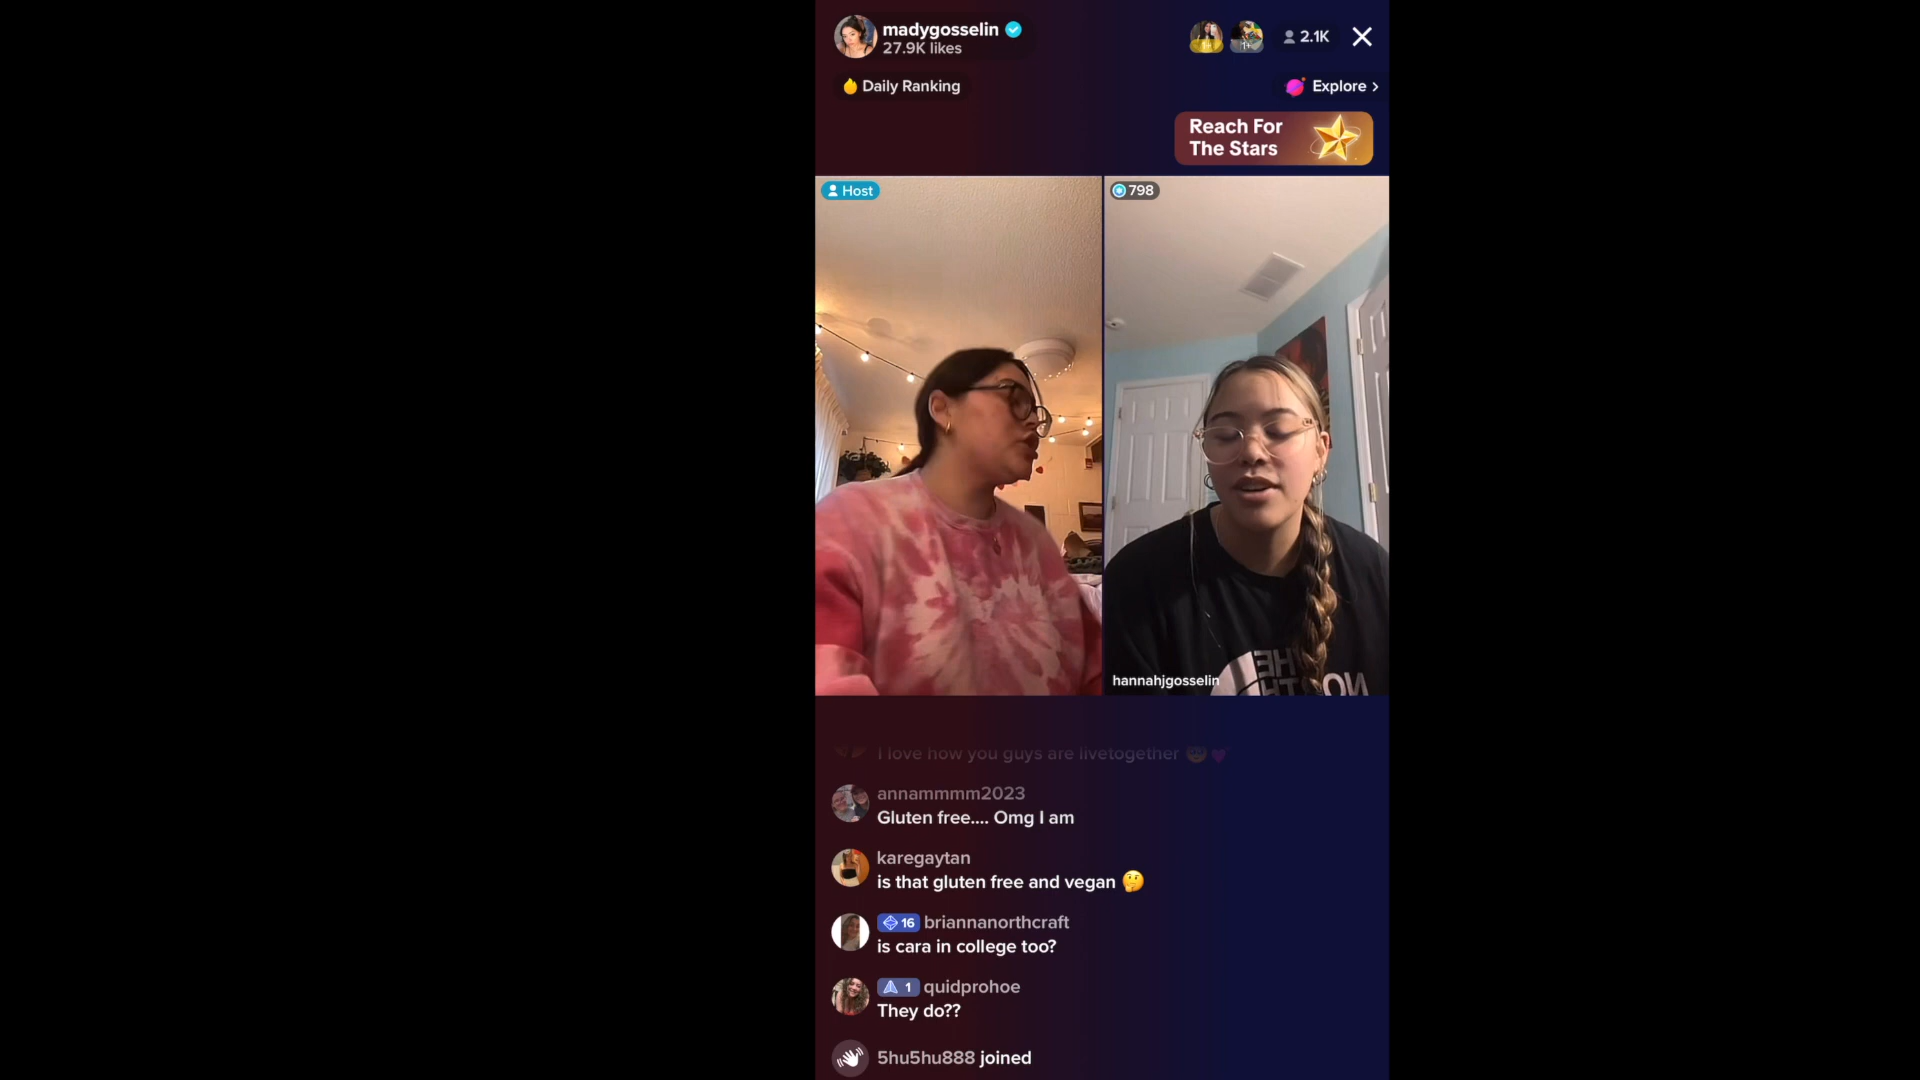 madygosselin
27.9K likes
2.1K
Daily Ranking
Explore >
Reach For
The Stars
Host
798
THE
NO
hannahjgosselin
I love how you guys are livetogether 💓
annammmm2023
Gluten free.... Omg I am
karegaytan
is that gluten free and vegan 🤔
16 briannanorthcraft
is cara in college too?
1 quidprohoe
They do??
5hu5hu888 joined